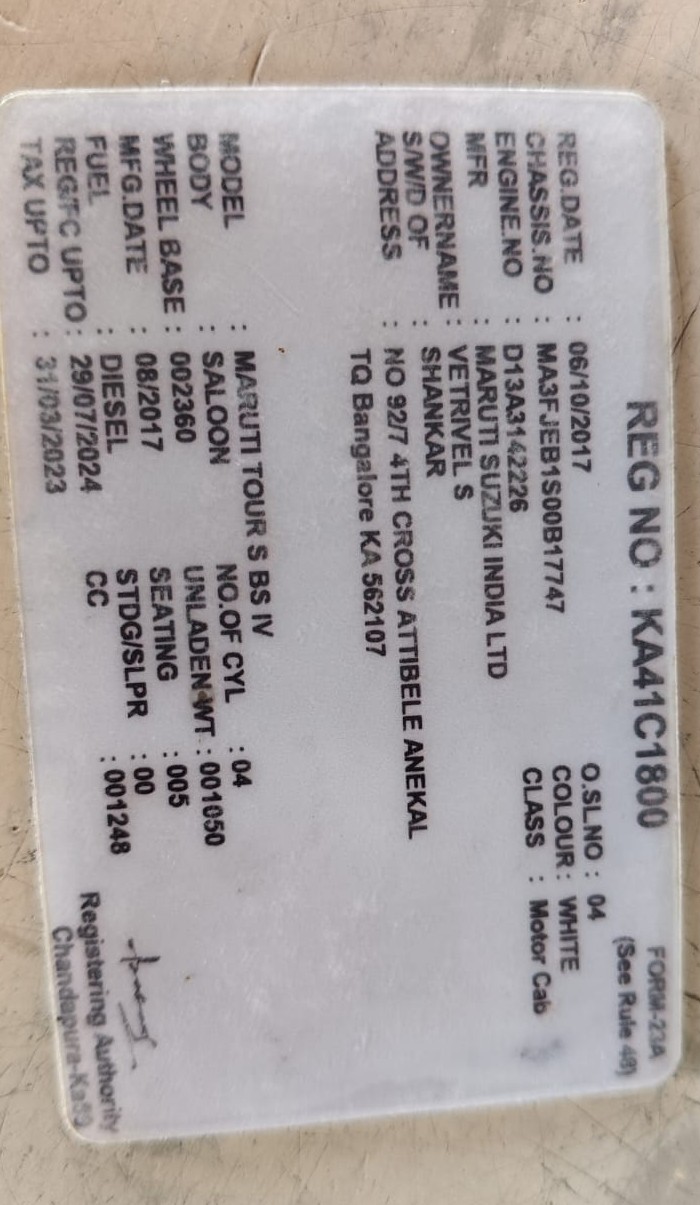 FORM-23A
(See Rule 48)
REG NO : KA41C1800
REG.DATE : 06/10/2017 O.SL.NO : 04
CHASSIS.NO : MA3FJEB1S00B17747 COLOUR : WHITE
ENGINE.NO : D13A3142226 CLASS : Motor Cab
MFR : MARUTI SUZUKI INDIA LTD
OWNERNAME : VETRIVEL S
S/W/D OF : SHANKAR
ADDRESS : NO 92/7 4TH CROSS ATTIBELE ANEKAL
TQ Bangalore KA 562107
MODEL : MARUTI TOUR S BS IV
BODY : SALOON NO.OF CYL : 04
WHEEL BASE : 002360 UNLADEN WT : 001050
MFG.DATE : 08/2017 SEATING : 005
FUEL : DIESEL STDG/SLPR : 00
REG/FC UPTO : 29/07/2024 CC : 001248
TAX UPTO : 31/03/2023
Registering Authority
Chandapura-Ka59